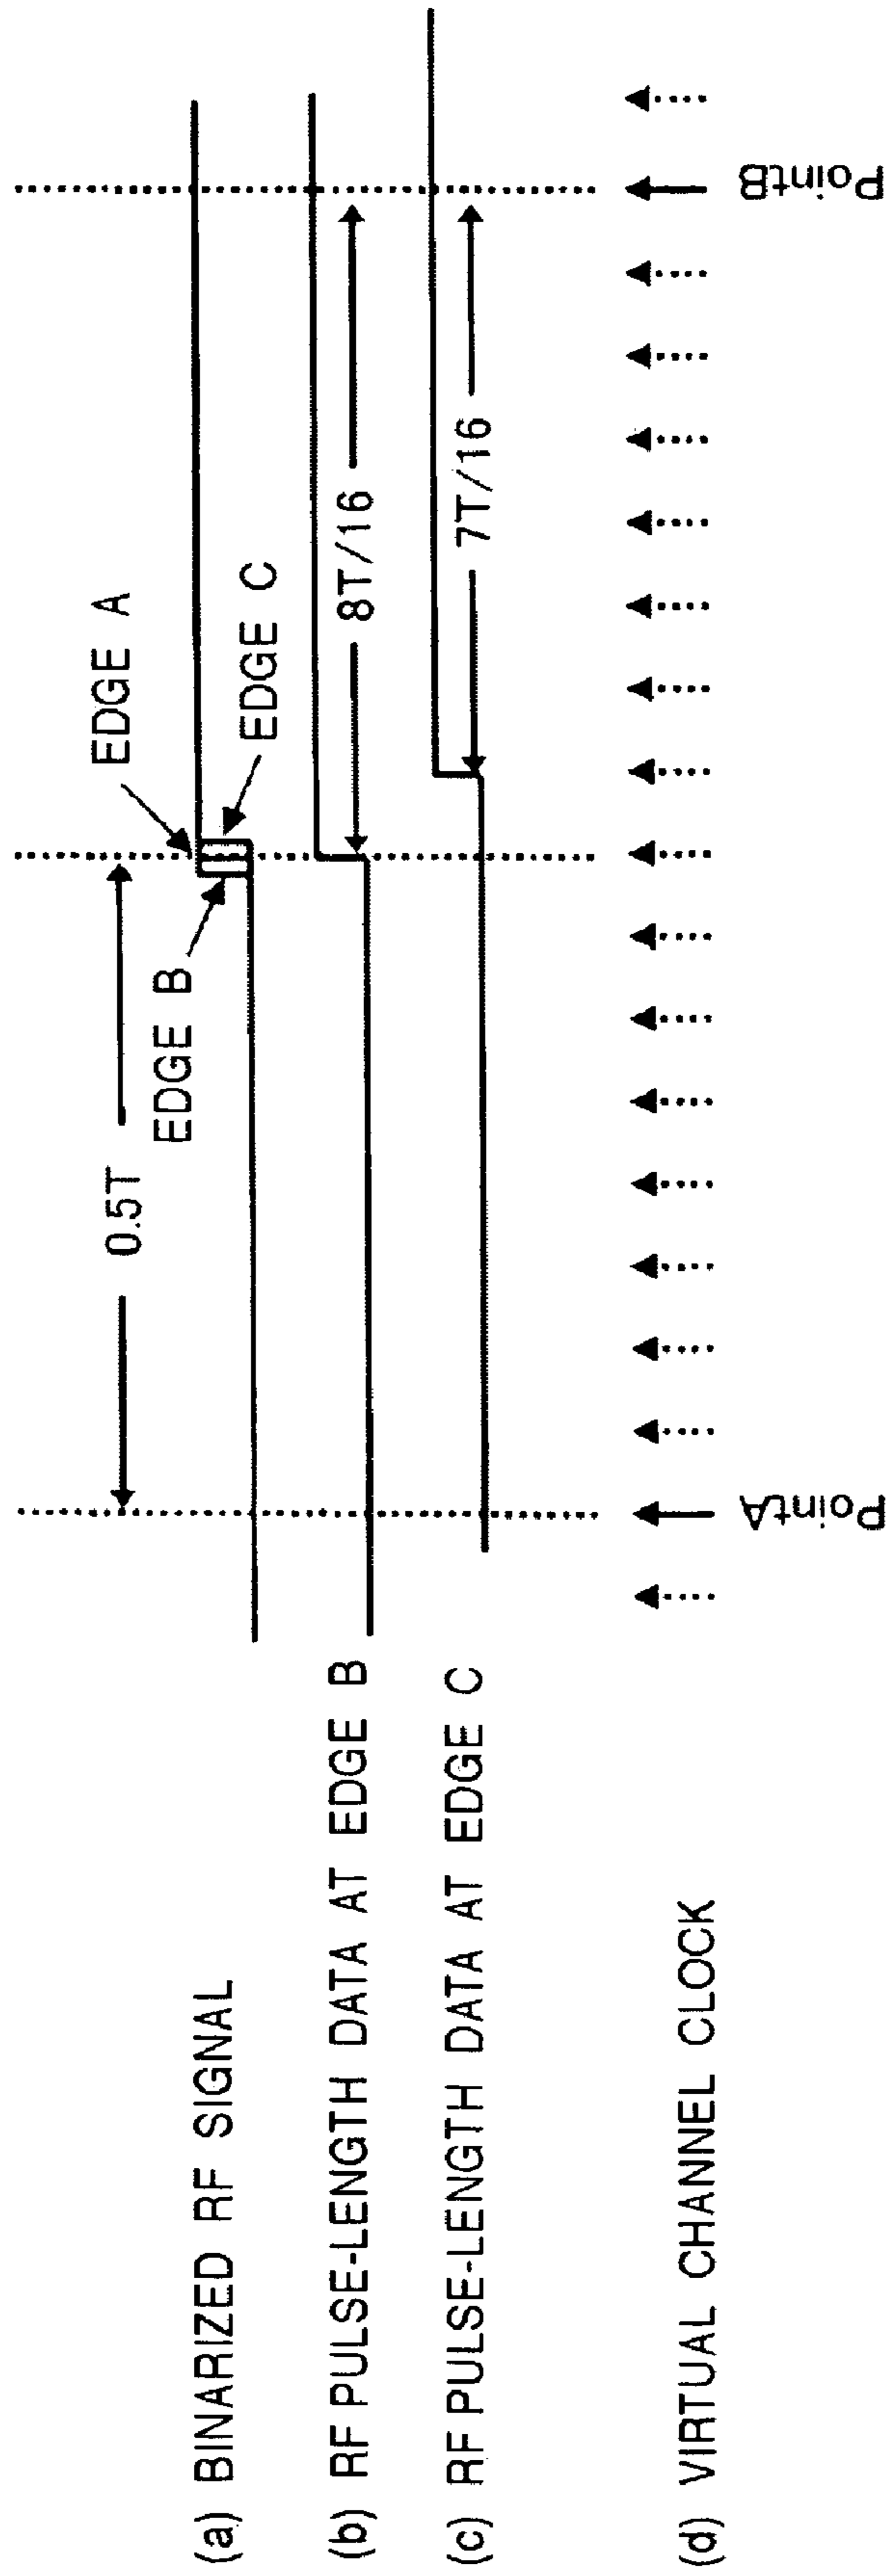 EDGE A
0.5T
EDGE B
EDGE C
(a) BINARIZED RF SIGNAL
8T/16
(b) RF PULSE-LENGTH DATA AT EDGE B
7T/16
(c) RF PULSE-LENGTH DATA AT EDGE C
(d) VIRTUAL CHANNEL CLOCK
PointA
PointB